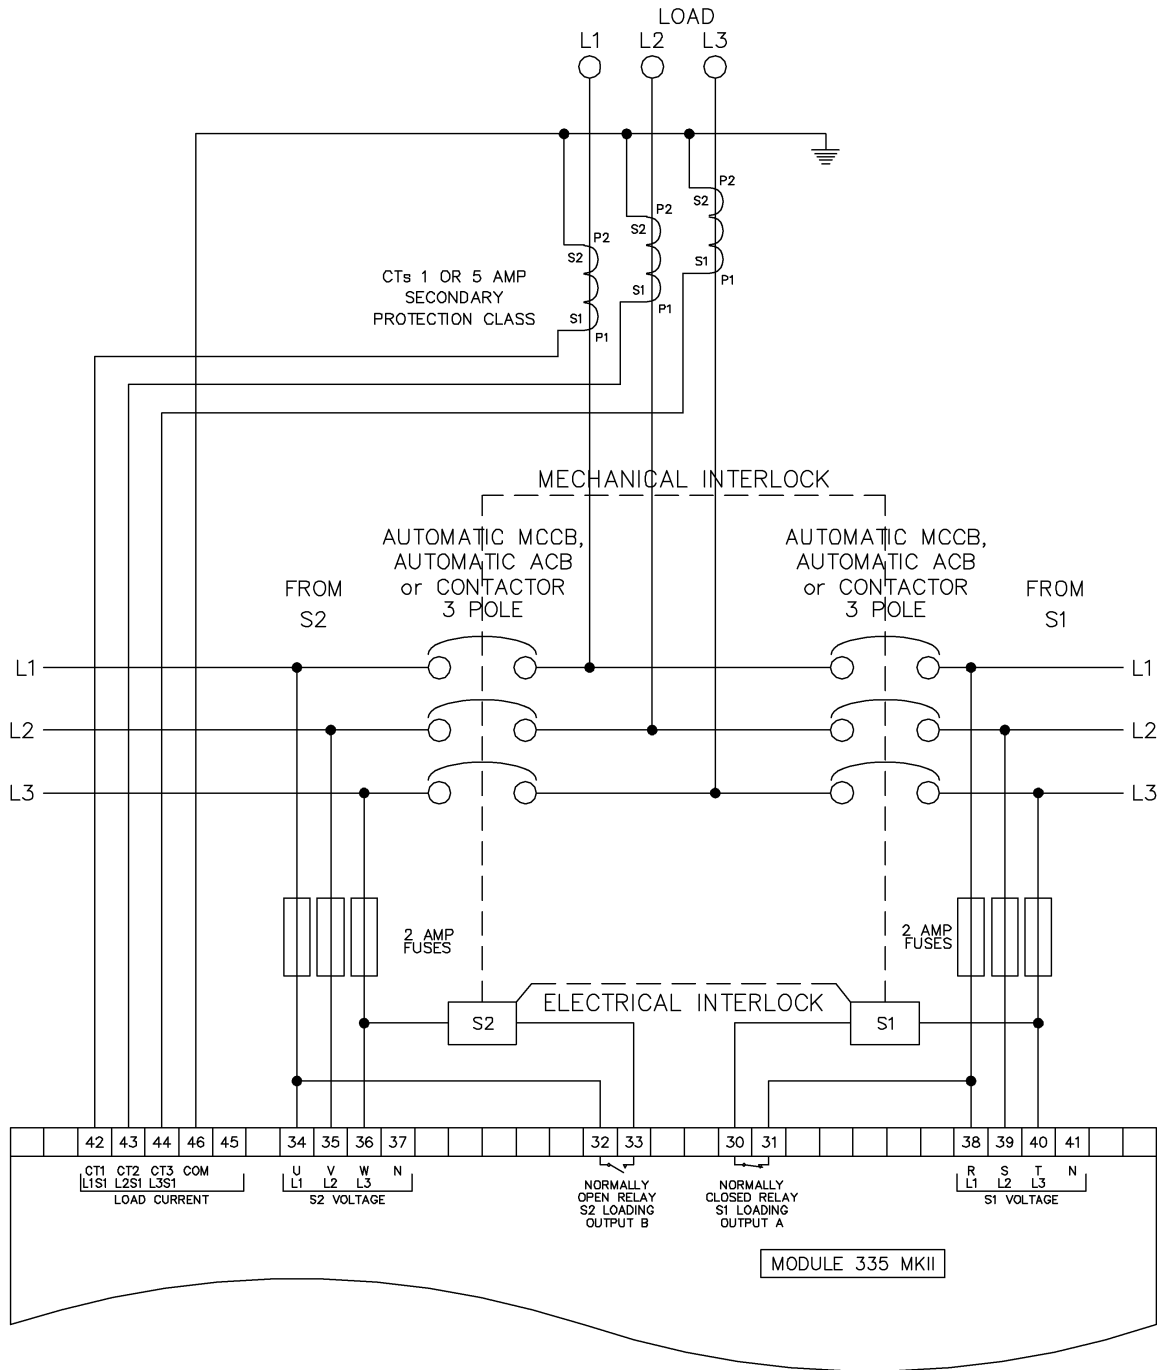 LOAD
L1 L2 L3
P2
S2
P2
S2
P2
S1
P1
S2
S1
P1
S1
P1
CTs 1 OR 5 AMP
SECONDARY
PROTECTION CLASS
MECHANICAL INTERLOCK
AUTOMATIC MCCB,
AUTOMATIC ACB
or CONTACTOR
3 POLE
AUTOMATIC MCCB,
AUTOMATIC ACB
or CONTACTOR
3 POLE
FROM
S2
FROM
S1
L1 L1
L2 L2
L3 L3
2 AMP
FUSES
2 AMP
FUSES
ELECTRICAL INTERLOCK
S2 S1
42 43 44 46 45 34 35 36 37 32 33 30 31 38 39 40 41
CT1 CT2 CT3 COM
L1S1 L2S1 L3S1
LOAD CURRENT
U V W N
L1 L2 L3
S2 VOLTAGE
NORMALLY
OPEN RELAY
S2 LOADING
OUTPUT B
NORMALLY
CLOSED RELAY
S1 LOADING
OUTPUT A
R S T N
L1 L2 L3
S1 VOLTAGE
MODULE 335 MKII